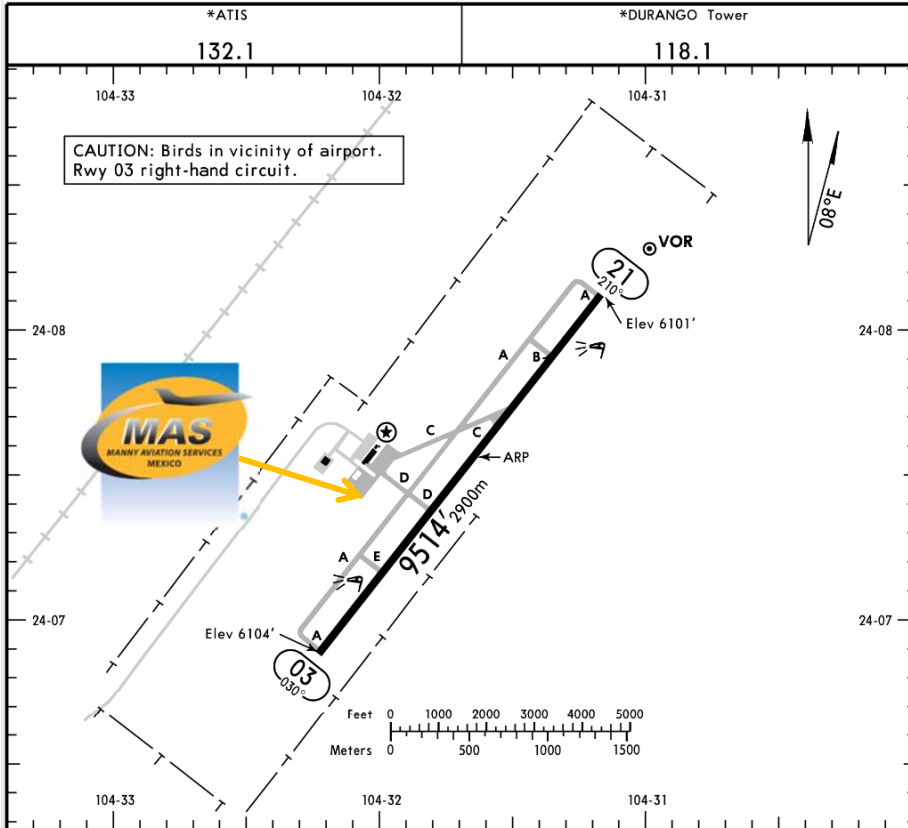 *ATIS
132.1
*DURANGO Tower
118.1
104-33
104-32
104-31
CAUTION: Birds in vicinity of airport.
Rwy 03 right-hand circuit.
08°E
VOR
21
210°
A
Elev 6101'
24-08
24-08
A
B
MAS
MANNY AVIATION SERVICES
MEXICO
C
C
ARP
D
D
9514' 2900m
A
E
24-07
24-07
Elev 6104'
A
03
030°
Feet 0 1000 2000 3000 4000 5000
Meters 0 500 1000 1500
104-33
104-32
104-31